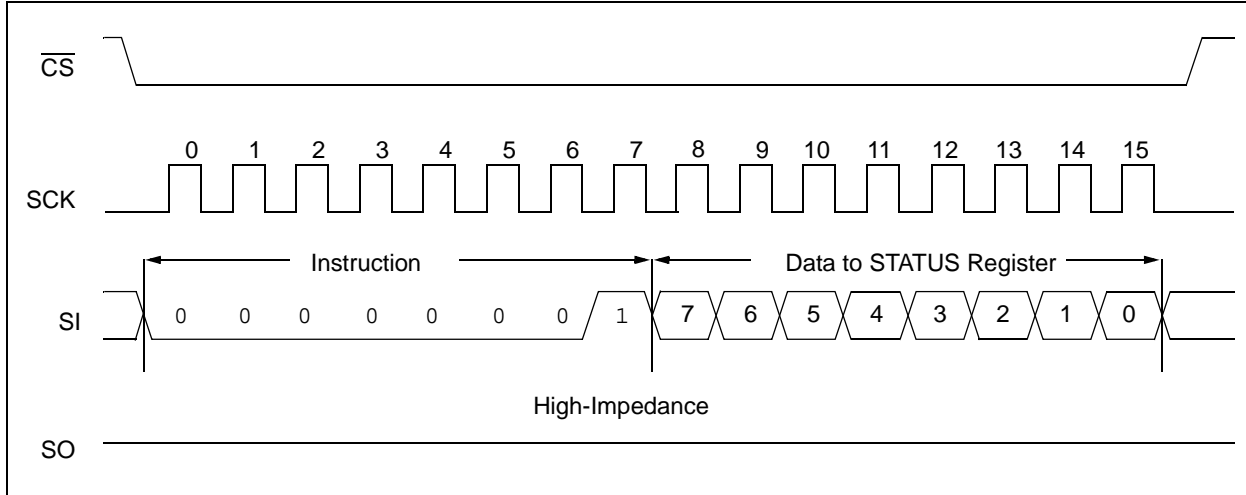 CS
0 1 2 3 4 5 6 7 8 9 10 11 12 13 14 15
SCK
Instruction Data to STATUS Register
SI 0 0 0 0 0 0 0 1 7 6 5 4 3 2 1 0
High-Impedance
SO